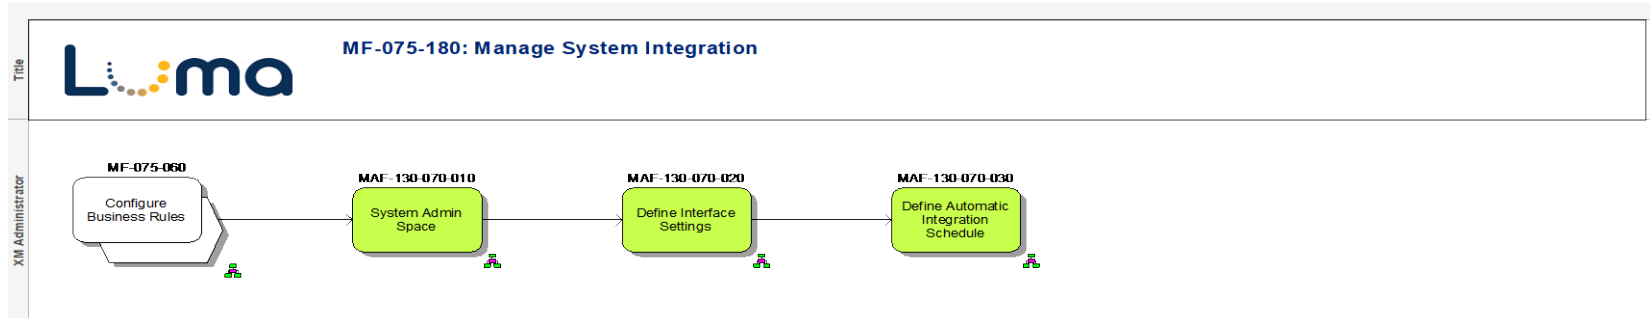 Title
Luma
MF-075-180: Manage System Integration
XM Administrator
MF-075-060
Configure
Business Rules
MAF-130-070-010
System Admin
Space
MAF-130-070-020
Define Interface
Settings
MAF-130-070-030
Define Automatic
Integration
Schedule